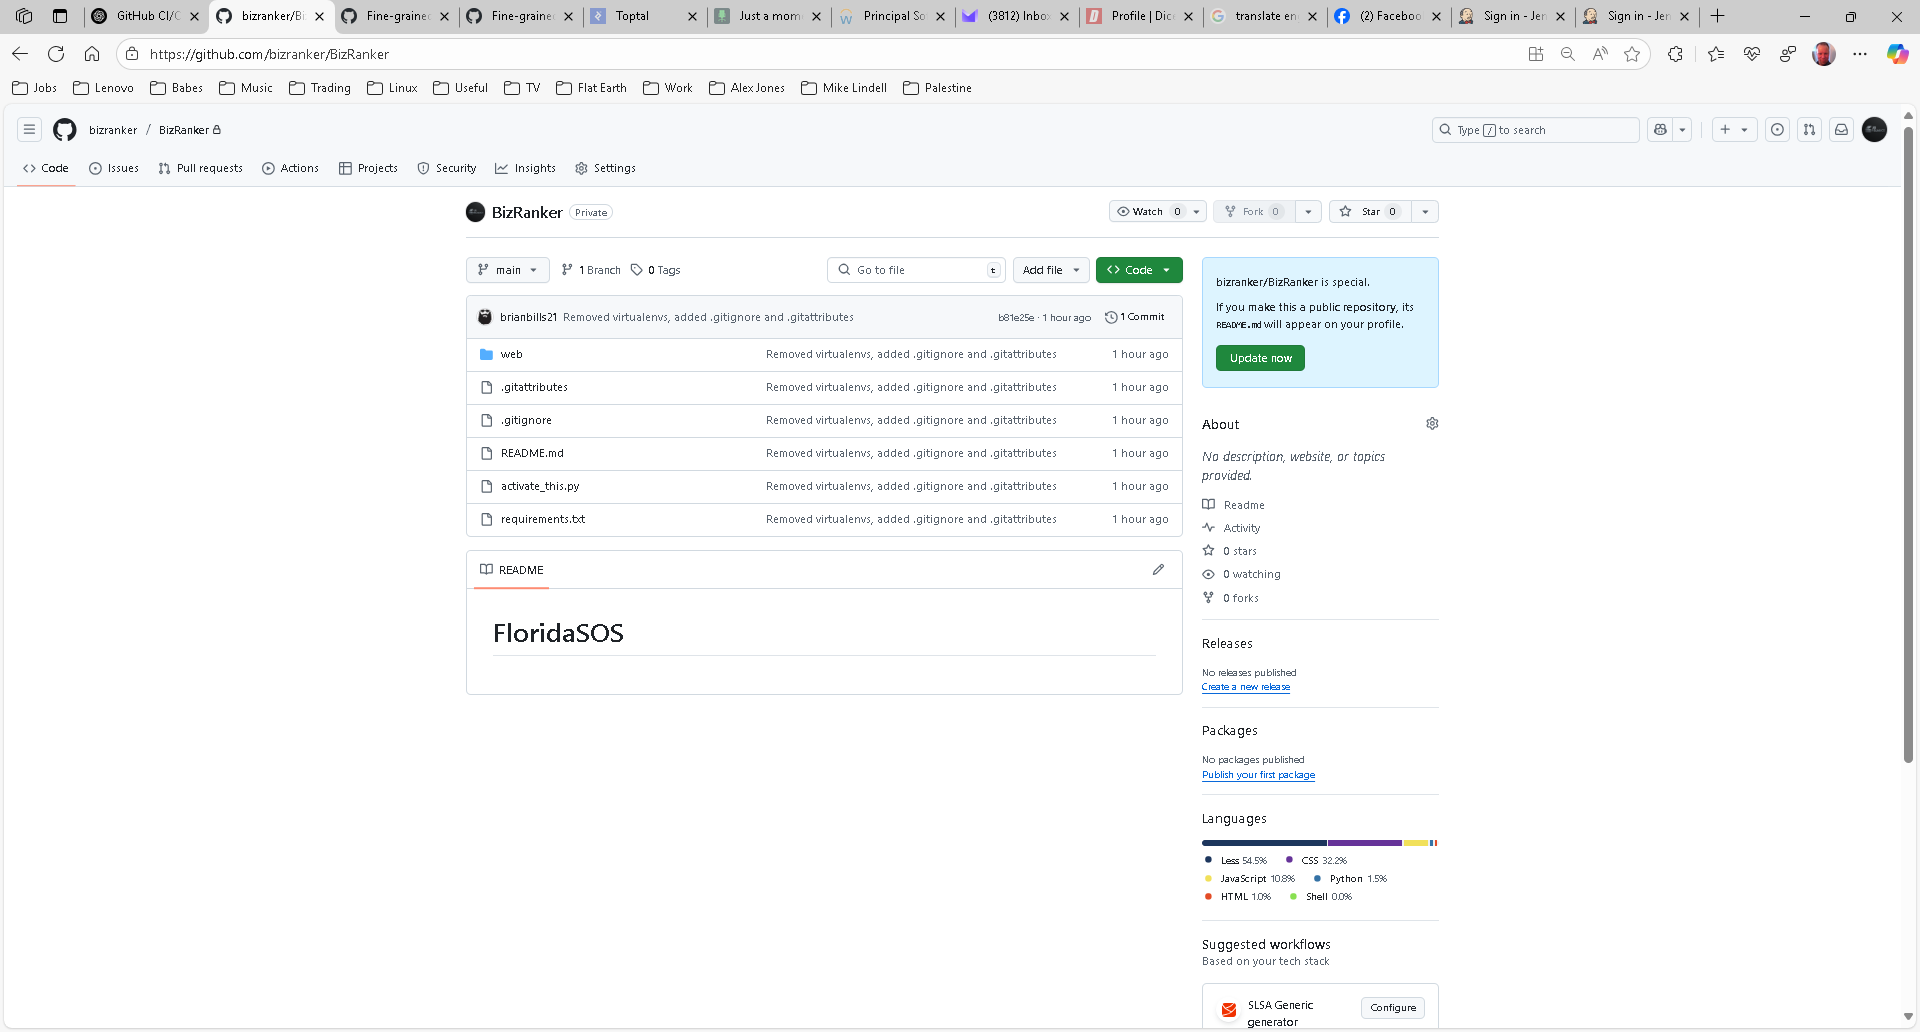 GitHub CI/C
bizranker/Bi
Fine-grained
Fine-grained
Toptal
Just a mom
Principal So
(3812) Inbo
Profile | Dice
translate en
(2) Faceboo
Sign in - Jen
Sign in - Jen
https://github.com/bizranker/BizRanker
Jobs Lenovo Babes Music Trading Linux Useful TV Flat Earth Work Alex Jones Mike Lindell Palestine
bizranker / BizRanker
Type / to search
Code Issues Pull requests Actions Projects Security Insights Settings
BizRanker Private
Watch 0 Fork 0 Star 0
main 1 Branch 0 Tags
Go to file t Add file Code
brianbills21 Removed virtualenvs, added .gitignore and .gitattributes b81e25e · 1 hour ago 1 Commit
web Removed virtualenvs, added .gitignore and .gitattributes 1 hour ago
.gitattributes Removed virtualenvs, added .gitignore and .gitattributes 1 hour ago
.gitignore Removed virtualenvs, added .gitignore and .gitattributes 1 hour ago
README.md Removed virtualenvs, added .gitignore and .gitattributes 1 hour ago
activate_this.py Removed virtualenvs, added .gitignore and .gitattributes 1 hour ago
requirements.txt Removed virtualenvs, added .gitignore and .gitattributes 1 hour ago
README
FloridaSOS
bizranker/BizRanker is special.
If you make this a public repository, its
README.md will appear on your profile.
Update now
About
No description, website, or topics
provided.
Readme
Activity
0 stars
0 watching
0 forks
Releases
No releases published
Create a new release
Packages
No packages published
Publish your first package
Languages
Less 54.5% CSS 32.2%
JavaScript 10.8% Python 1.5%
HTML 1.0% Shell 0.0%
Suggested workflows
Based on your tech stack
SLSA Generic
generator
Configure